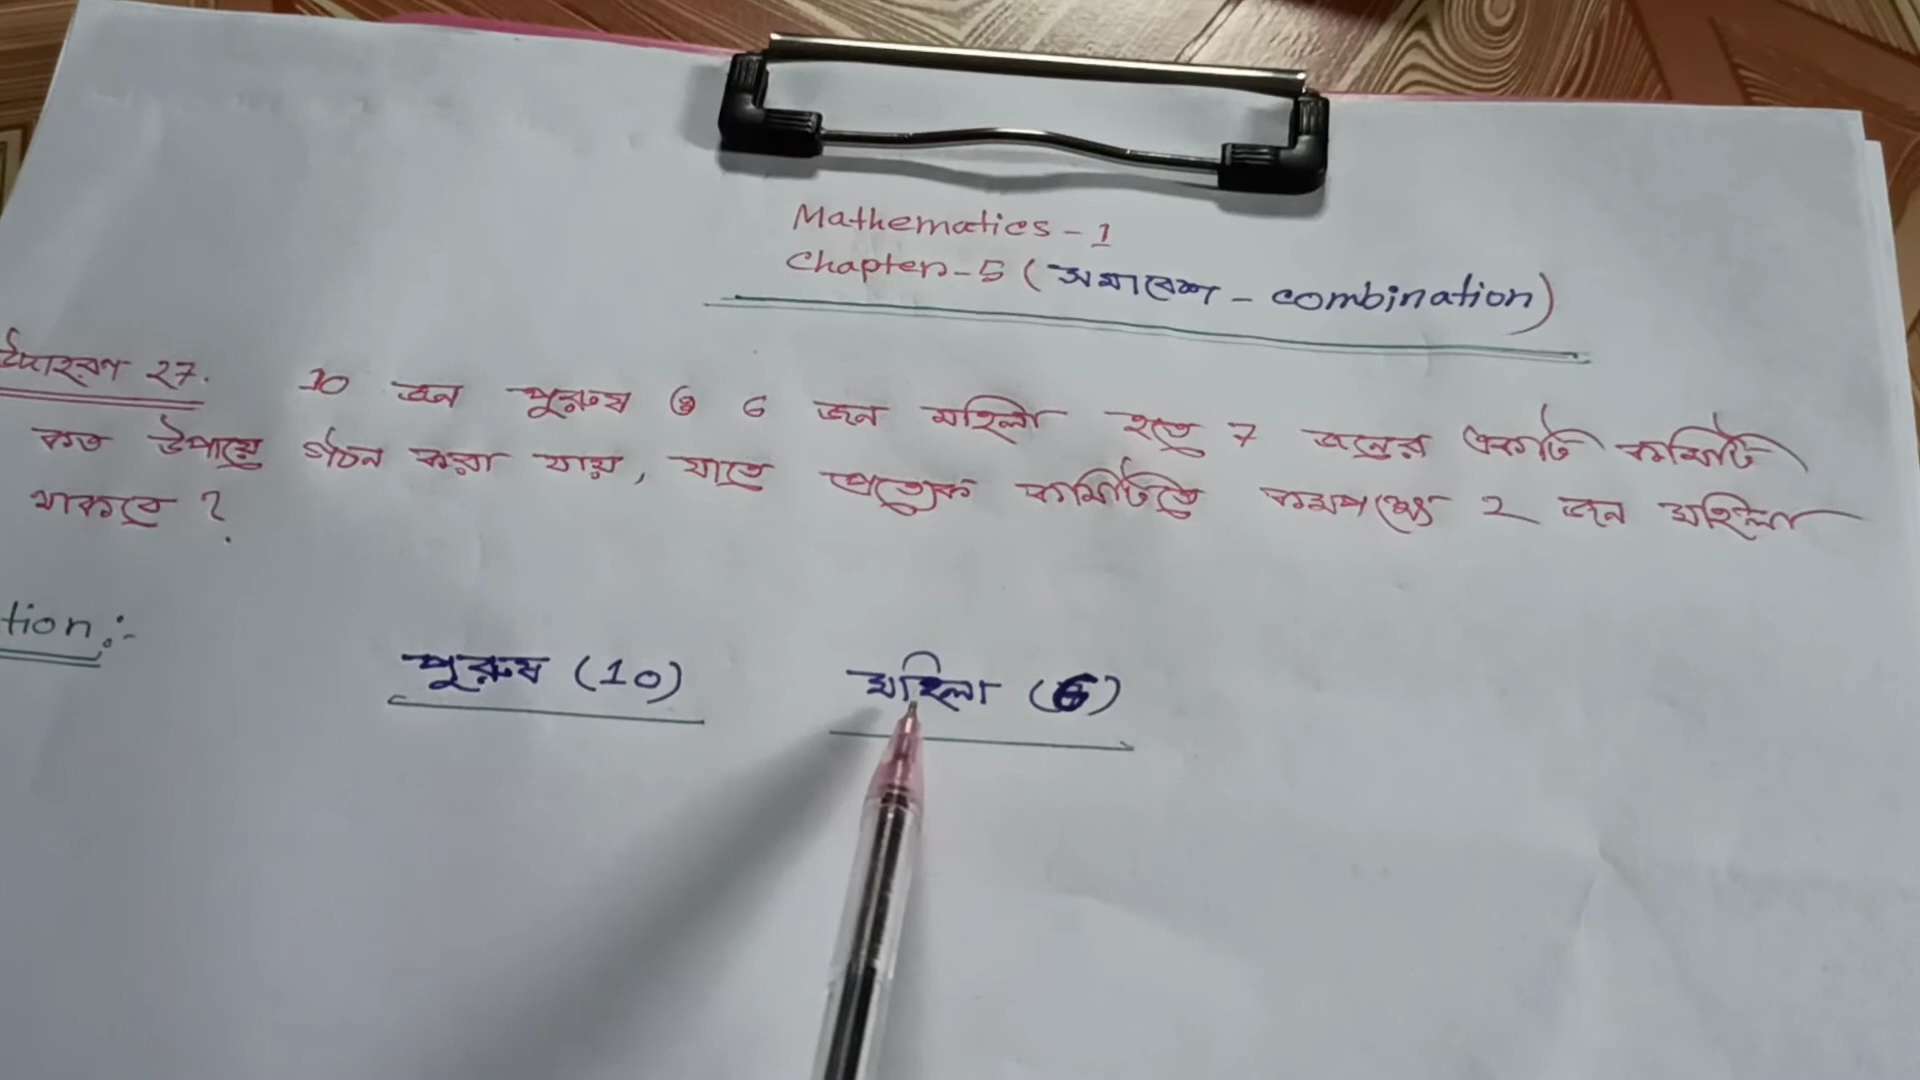 Mathematics - 1
Chapter - 5 (সমাবেশ - combination)
উদাহরণ 27. 10 জন পুরুষ ও 6 জন মহিলা হতে 7 জনের একটি কমিটি
কত উপায়ে গঠন করা যায়, যাতে প্রত্যেক কমিটিতে কমপক্ষে 2 জন মহিলা
থাকবে ?
tion :-
পুরুষ (10) মহিলা (6)